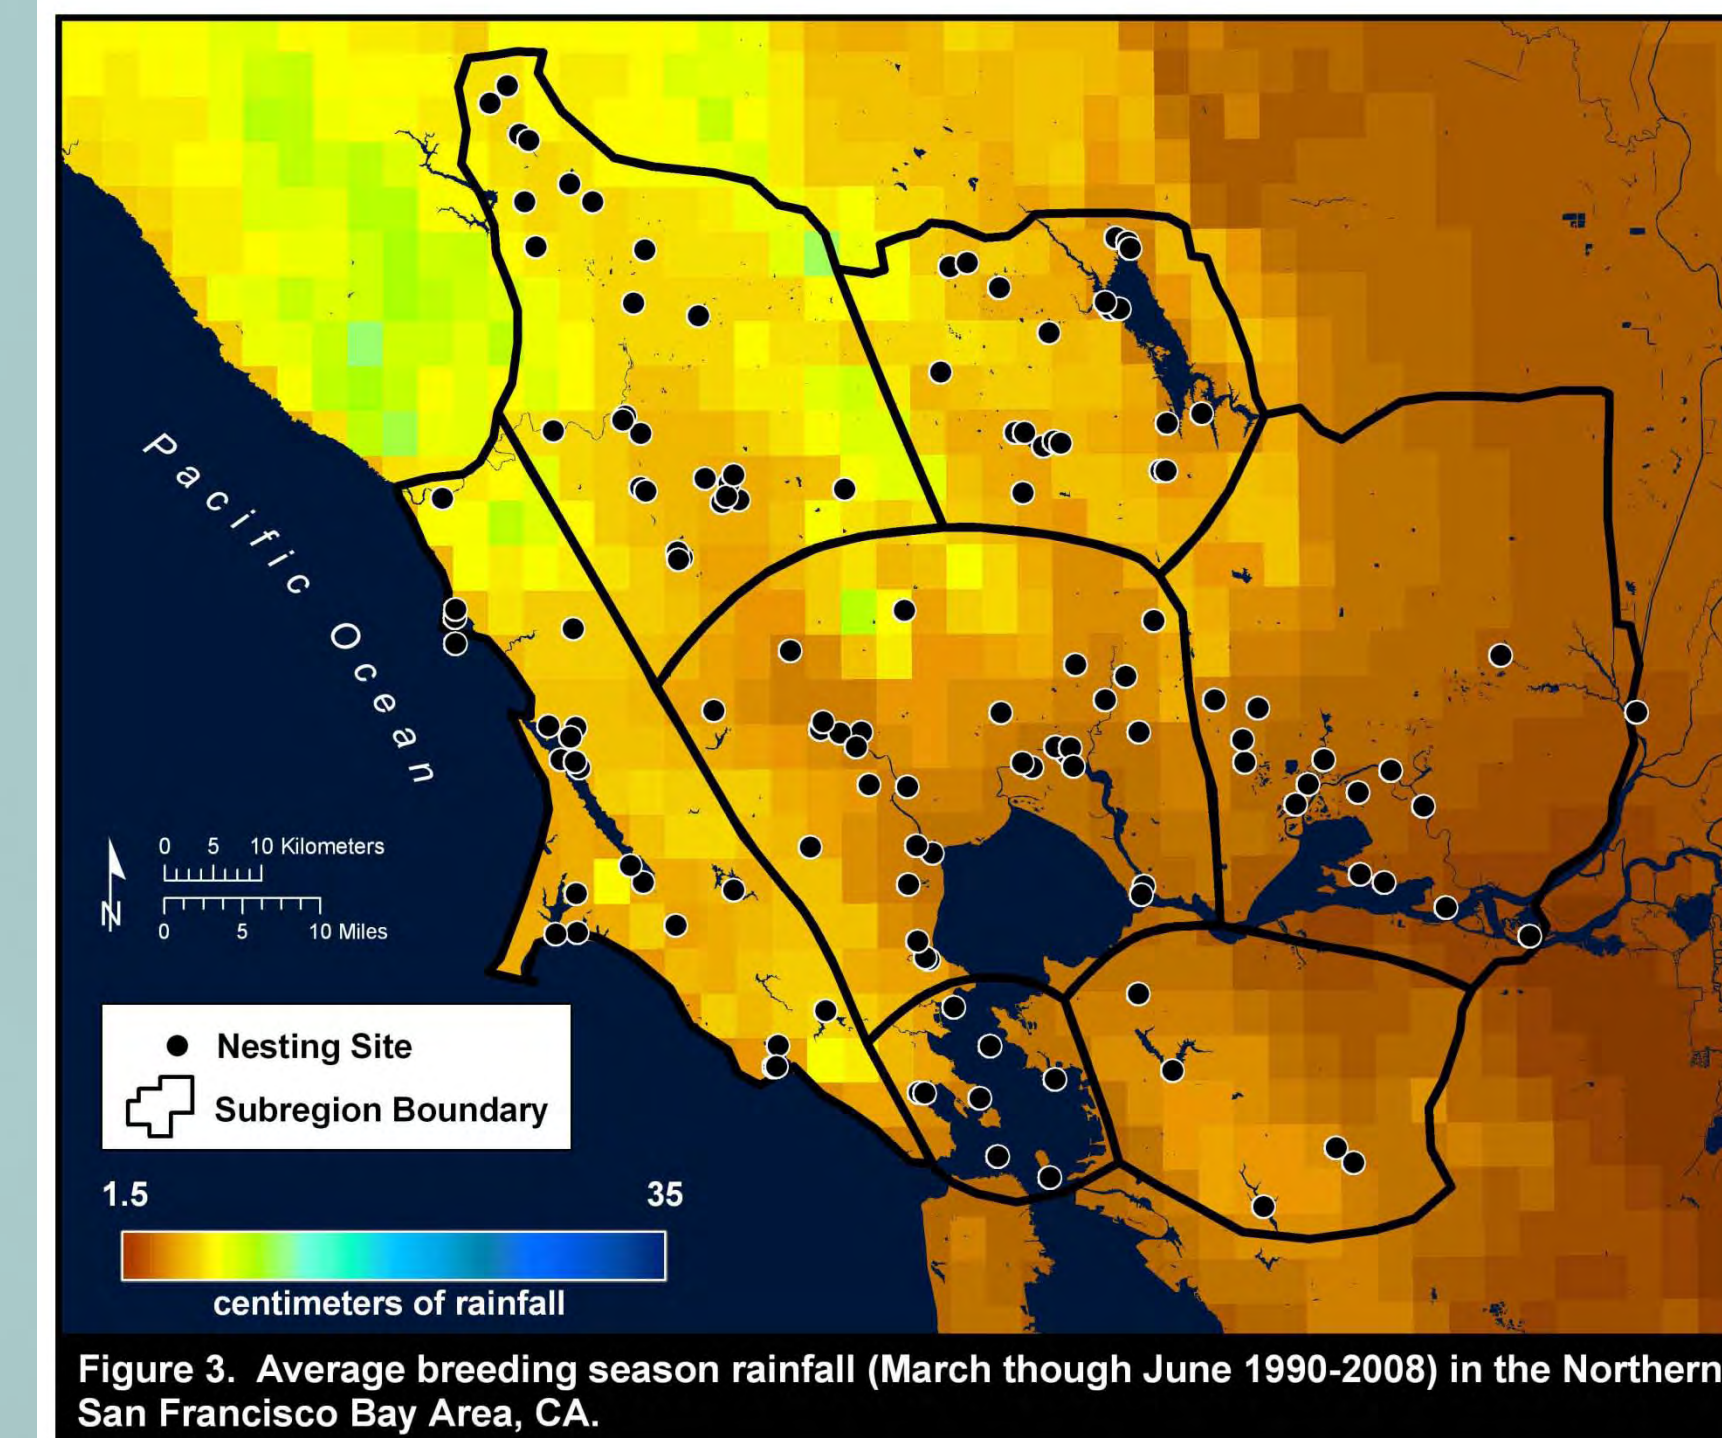 Pacific Ocean
0 5 10 Kilometers
N
0 5 10 Miles
Nesting Site
Subregion Boundary
1.5 35
centimeters of rainfall
Figure 3. Average breeding season rainfall (March though June 1990-2008) in the Northern
San Francisco Bay Area, CA.